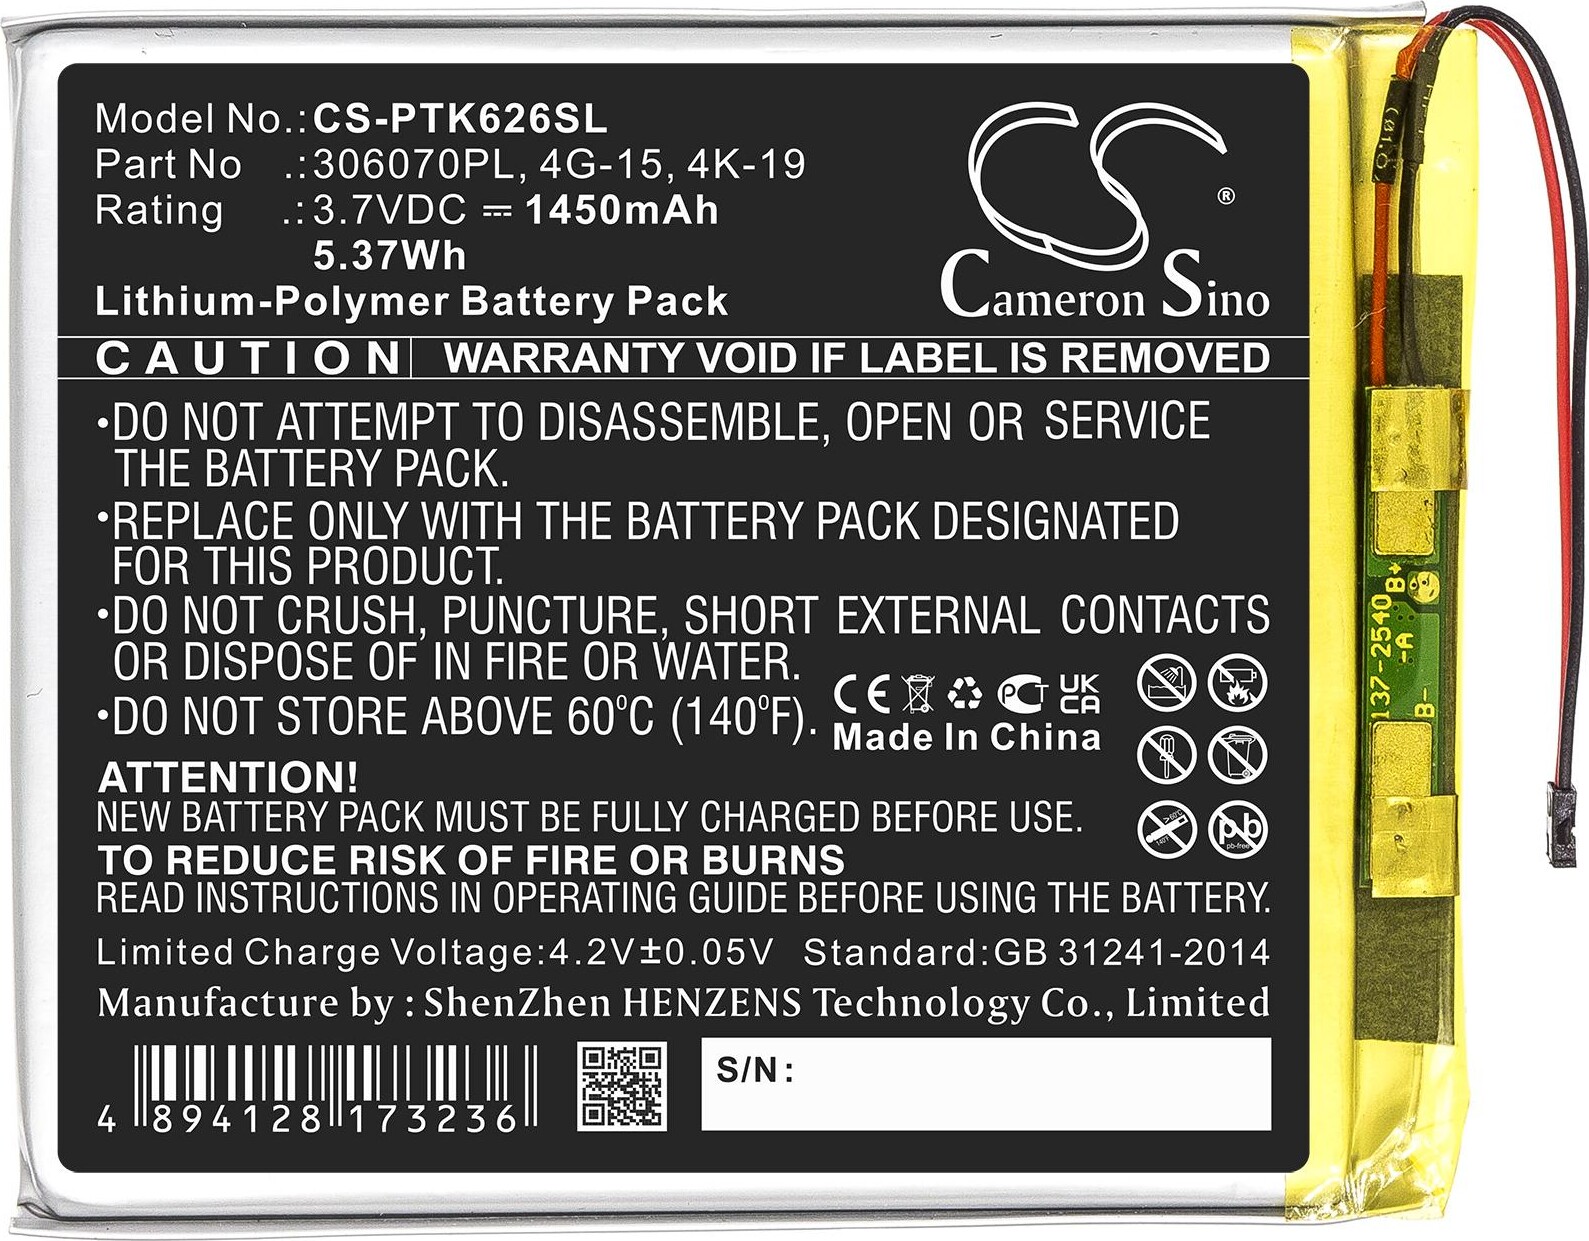 Model No.:CS-PTK626SL
Part No .:306070PL, 4G-15, 4K-19
Rating .:3.7VDC ⎓ 1450mAh
5.37Wh
Lithium-Polymer Battery Pack
Cameron Sino
®
CAUTION WARRANTY VOID IF LABEL IS REMOVED
•DO NOT ATTEMPT TO DISASSEMBLE, OPEN OR SERVICE
THE BATTERY PACK.
•REPLACE ONLY WITH THE BATTERY PACK DESIGNATED
FOR THIS PRODUCT.
•DO NOT CRUSH, PUNCTURE, SHORT EXTERNAL CONTACTS
OR DISPOSE OF IN FIRE OR WATER.
•DO NOT STORE ABOVE 60°C (140°F).
CE PCT UK CA
Made In China
pb
pb-free
ATTENTION!
NEW BATTERY PACK MUST BE FULLY CHARGED BEFORE USE.
TO REDUCE RISK OF FIRE OR BURNS
READ INSTRUCTIONS IN OPERATING GUIDE BEFORE USING THE BATTERY.
Limited Charge Voltage:4.2V±0.05V Standard:GB 31241-2014
Manufacture by : ShenZhen HENZENS Technology Co., Limited
4 894128 173236
S/N:
B+
137-2540
-A
B-